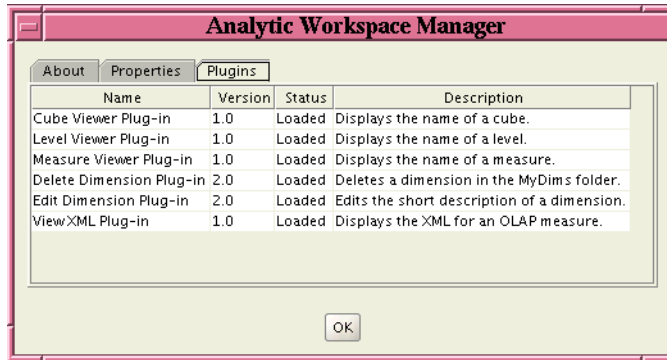 Analytic Workspace Manager
About Properties Plugins
Name Version Status Description
Cube Viewer Plug-in 1.0 Loaded Displays the name of a cube.
Level Viewer Plug-in 1.0 Loaded Displays the name of a level.
Measure Viewer Plug-in 1.0 Loaded Displays the name of a measure.
Delete Dimension Plug-in 2.0 Loaded Deletes a dimension in the MyDims folder.
Edit Dimension Plug-in 2.0 Loaded Edits the short description of a dimension.
View XML Plug-in 1.0 Loaded Displays the XML for an OLAP measure.
OK